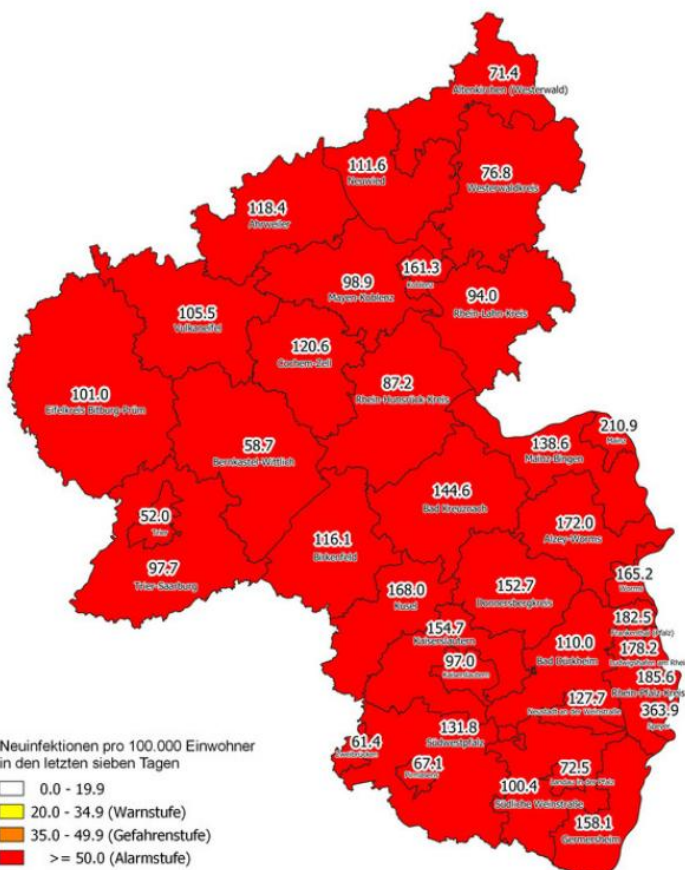 71.4
Altenkirchen (Westerwald)
111.6
Neuwied
76.8
Westerwaldkreis
118.4
Ahrweiler
161.3
Koblenz
98.9
Mayen-Koblenz
94.0
Rhein-Lahn-Kreis
105.5
Vulkaneifel
120.6
Cochem-Zell
101.0
Eifelkreis Bitburg-Prüm
87.2
Rhein-Hunsrück-Kreis
58.7
Bernkastel-Wittlich
210.9
Mainz
138.6
Mainz-Bingen
144.6
Bad Kreuznach
52.0
Trier
172.0
Alzey-Worms
116.1
Birkenfeld
97.7
Trier-Saarburg
165.2
Worms
168.0
Kusel
152.7
Donnersbergkreis
182.5
Frankenthal (Pfalz)
154.7
Kaiserslautern
110.0
Bad Dürkheim
178.2
Ludwigshafen am Rhein
97.0
Kaiserslautern
185.6
Rhein-Pfalz-Kreis
127.7
Neustadt an der Weinstraße
363.9
Speyer
131.8
Südwestpfalz
61.4
Zweibrücken
67.1
Pirmasens
72.5
Landau in der Pfalz
100.4
Südliche Weinstraße
158.1
Germersheim
Neuinfektionen pro 100.000 Einwohner
in den letzten sieben Tagen
0.0 - 19.9
20.0 - 34.9 (Warnstufe)
35.0 - 49.9 (Gefahrenstufe)
>= 50.0 (Alarmstufe)